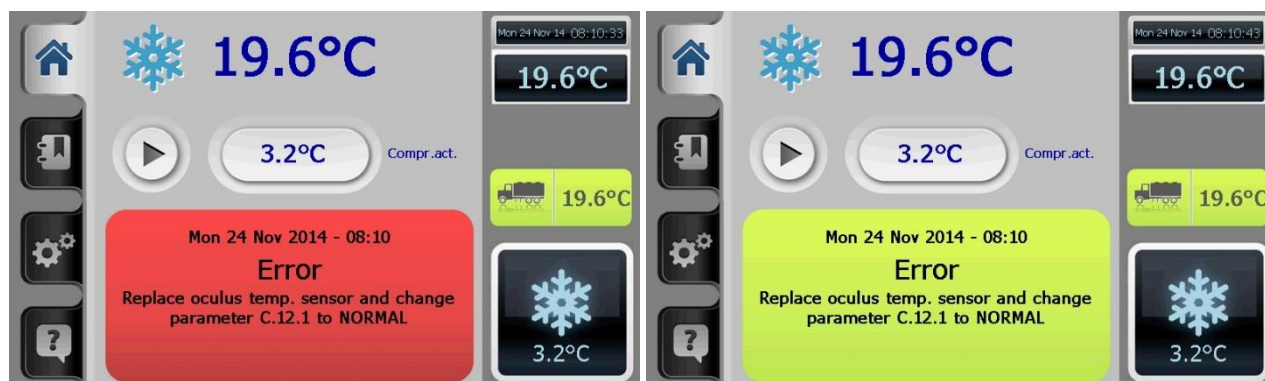 19.6°C
Mon 24 Nov 14 08:10:33
19.6°C
3.2°C
Compr.act.
19.6°C
Mon 24 Nov 2014 - 08:10
Error
Replace oculus temp. sensor and change
parameter C.12.1 to NORMAL
?
3.2°C
19.6°C
Mon 24 Nov 14 08:10:43
19.6°C
3.2°C
Compr.act.
19.6°C
Mon 24 Nov 2014 - 08:10
Error
Replace oculus temp. sensor and change
parameter C.12.1 to NORMAL
?
3.2°C